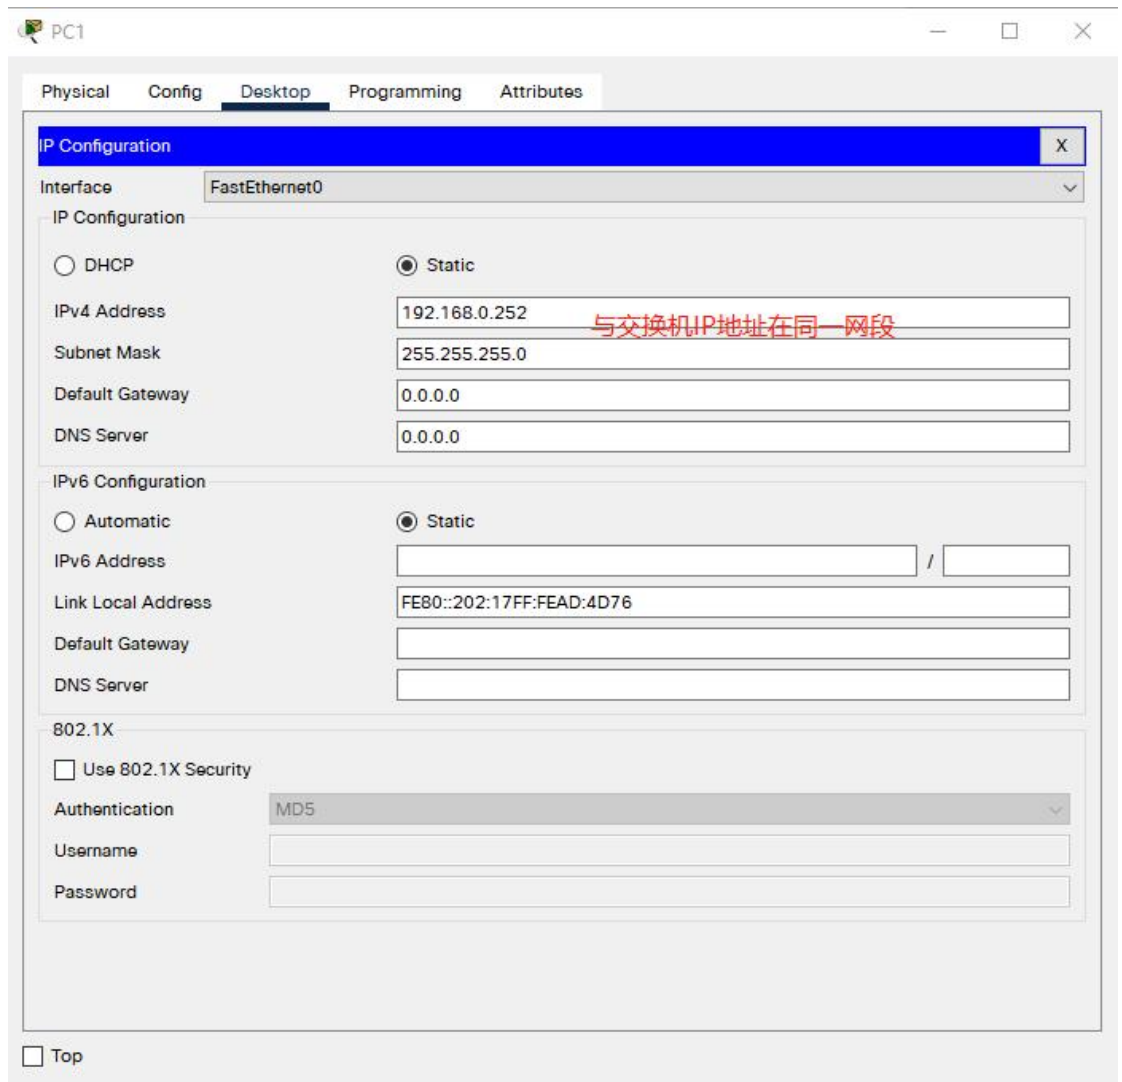 PC1
Physical Config Desktop Programming Attributes
IP Configuration X
Interface FastEthernet0
IP Configuration
DHCP Static
IPv4 Address 192.168.0.252
与交换机IP地址在同一网段
Subnet Mask 255.255.255.0
Default Gateway 0.0.0.0
DNS Server 0.0.0.0
IPv6 Configuration
Automatic Static
IPv6 Address /
Link Local Address FE80::202:17FF:FEAD:4D76
Default Gateway
DNS Server
802.1X
Use 802.1X Security
Authentication MD5
Username
Password
Top